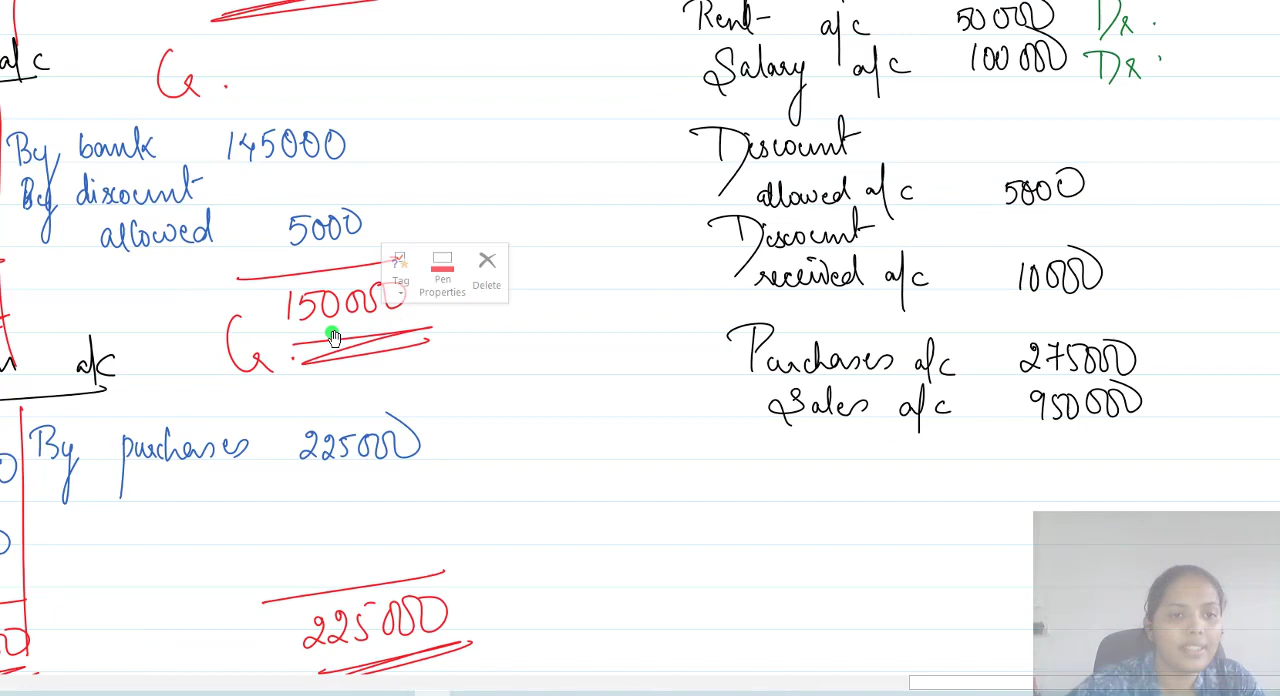 a/c
Cr.
By bank 145000
By discount
allowed 5000
150000
Cr.
a/c
By purchases 225000
225000
Rent a/c 50000 Dr.
Salary a/c 100000 Dr.
Discount
allowed a/c 5000
Discount
received a/c 10000
Purchases a/c 275000
Sales a/c 950000
Tag
Pen
Properties
Delete